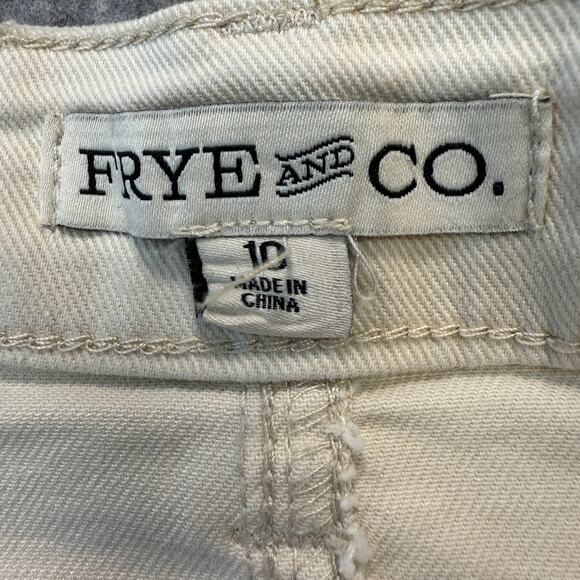 FRYE AND CO.
10
MADE IN
CHINA